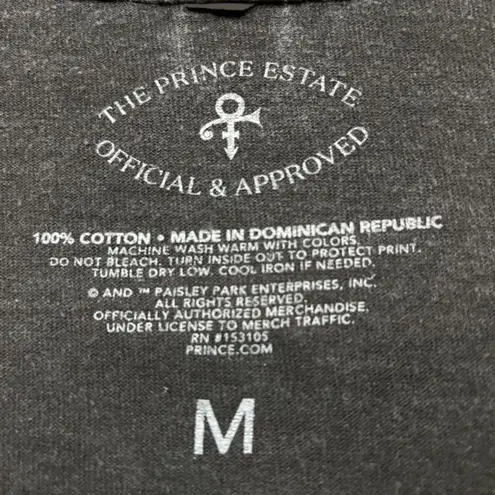 THE PRINCE ESTATE
OFFICIAL & APPROVED
100% COTTON • MADE IN DOMINICAN REPUBLIC
MACHINE WASH WARM WITH COLORS.
DO NOT BLEACH. TURN INSIDE OUT TO PROTECT PRINT.
TUMBLE DRY LOW. COOL IRON IF NEEDED.
© AND ™ PAISLEY PARK ENTERPRISES, INC.
ALL RIGHTS RESERVED.
OFFICIALLY AUTHORIZED MERCHANDISE.
UNDER LICENSE TO MERCH TRAFFIC.
RN #153105
PRINCE.COM
M